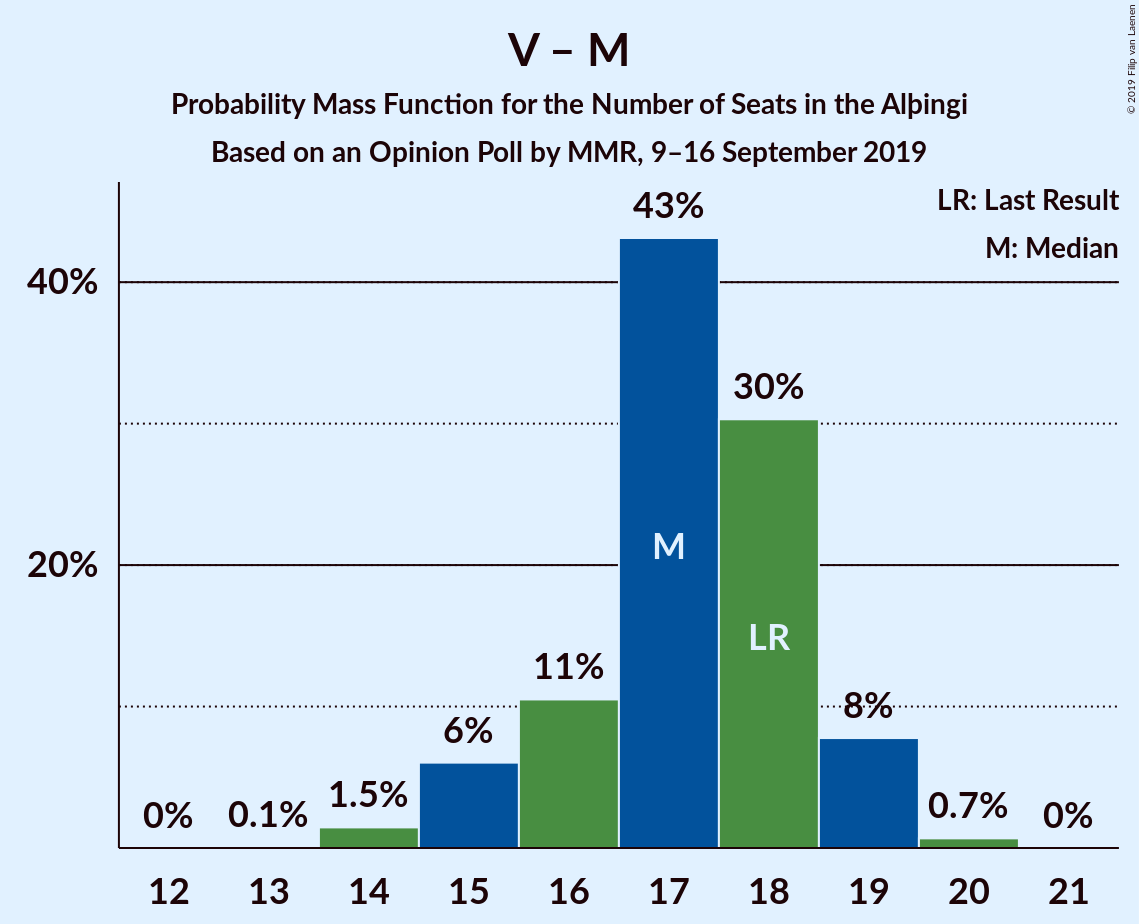 V – M
Probability Mass Function for the Number of Seats in the Alþingi
Based on an Opinion Poll by MMR, 9–16 September 2019
© 2019 Filip van Laenen
LR: Last Result
M: Median
40%
20%
0%
0.1%
1.5%
6%
11%
43%
30%
8%
0.7%
0%
M
LR
12 13 14 15 16 17 18 19 20 21